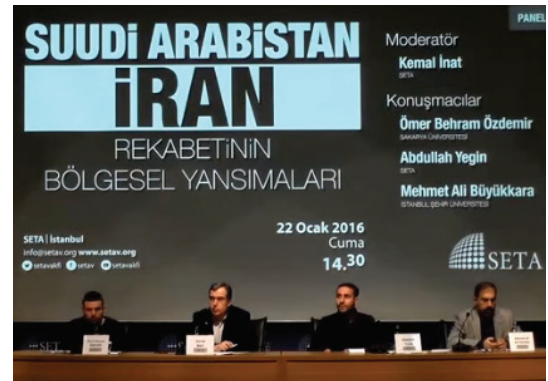 PANEL
SUUDİ ARABİSTAN
İRAN
REKABETİNİN
BÖLGESEL YANSIMALARI
Moderatör
Kemal İnat
SETA
Konuşmacılar
Ömer Behram Özdemir
SAKARYA ÜNİVERSİTESİ
Abdullah Yegin
SETA
Mehmet Ali Büyükkara
İSTANBUL ŞEHİR ÜNİVERSİTESİ
22 Ocak 2016
Cuma
14.30
SETA | İstanbul
info@setav.org www.setav.org
setavakfi setav setavakfi
SETA
SET